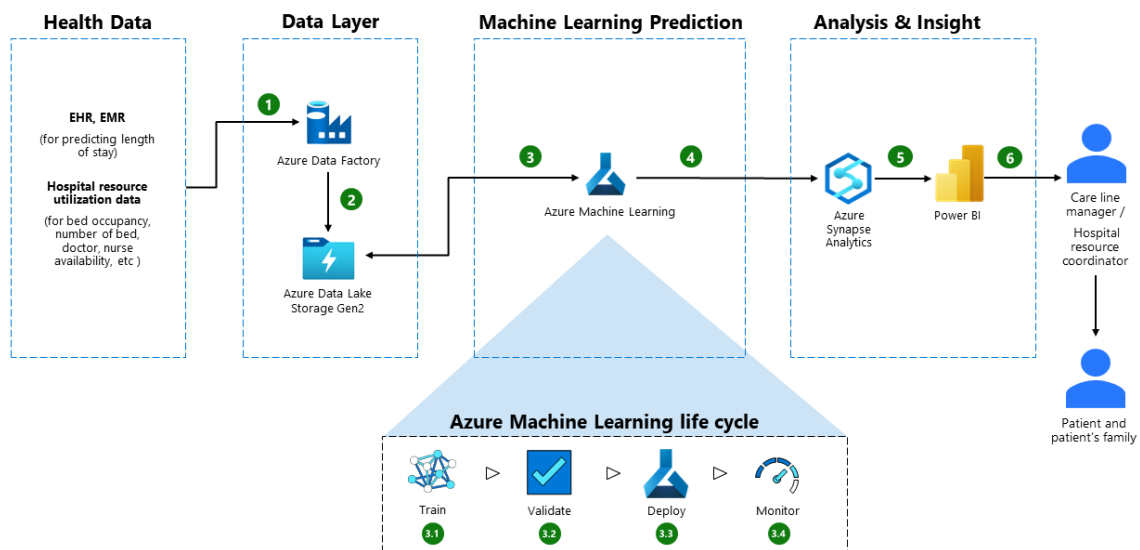 Health Data
Data Layer
Machine Learning Prediction
Analysis & Insight
EHR, EMR
(for predicting length
of stay)
Hospital resource
utilization data
(for bed occupancy,
number of bed,
doctor, nurse
availability, etc )
1
Azure Data Factory
2
Azure Data Lake
Storage Gen2
3
Azure Machine Learning
4
Azure
Synapse
Analytics
5
Power BI
6
Care line
manager /
Hospital
resource
coordinator
Patient and
patient's family
Azure Machine Learning life cycle
Train
3.1
Validate
3.2
Deploy
3.3
Monitor
3.4